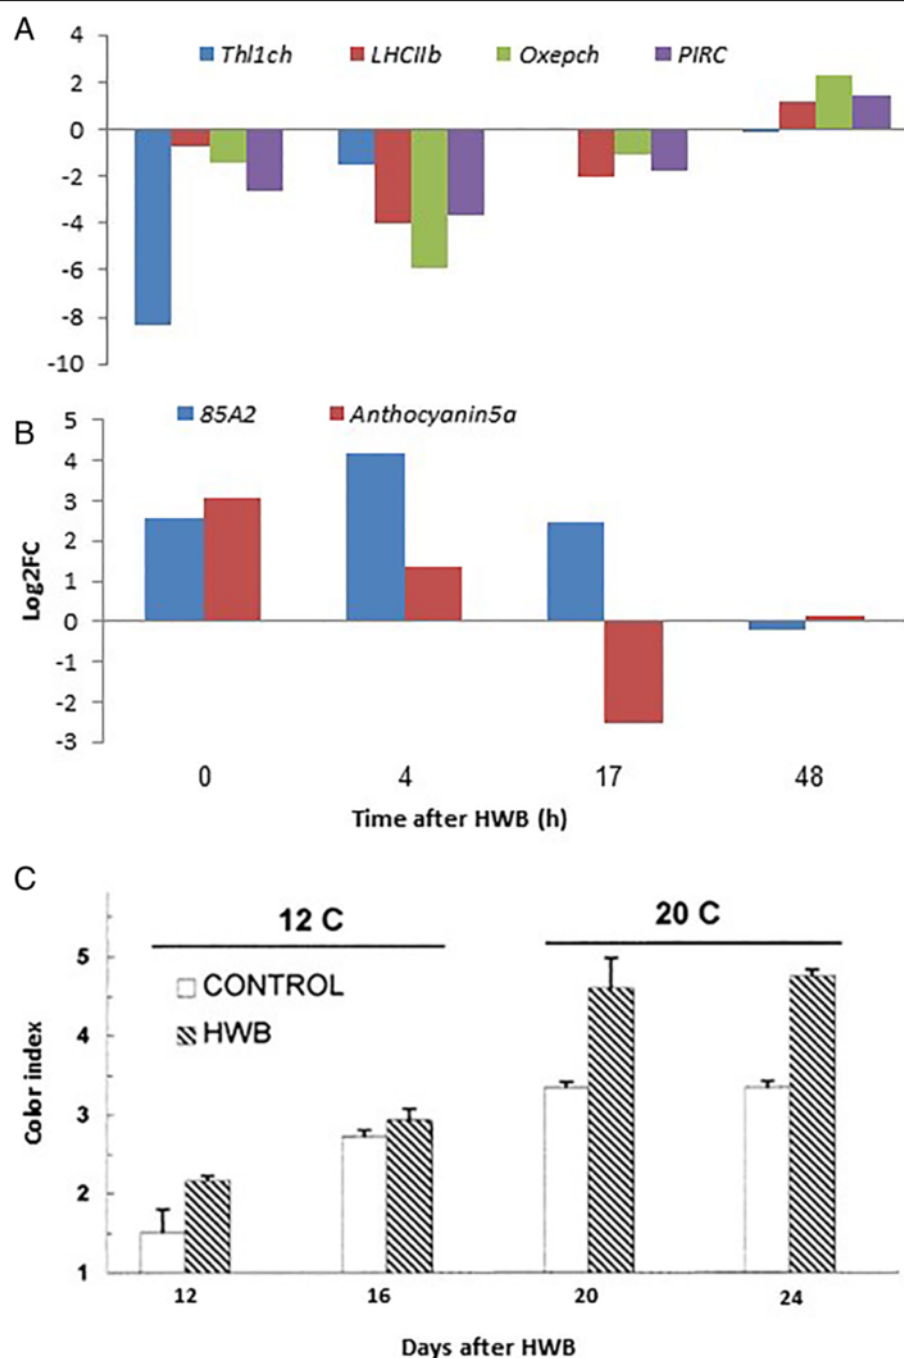 A
4
Thl1ch LHCIIb Oxepch PIRC
2
0
-2
-4
-6
-8
-10
B
5
85A2 Anthocyanin5a
4
3
2
1
0
-1
-2
-3
Log2FC
0 4 17 48
Time after HWB (h)
C
12 C 20 C
5
CONTROL
4
HWB
3
2
1
Color index
12 16 20 24
Days after HWB